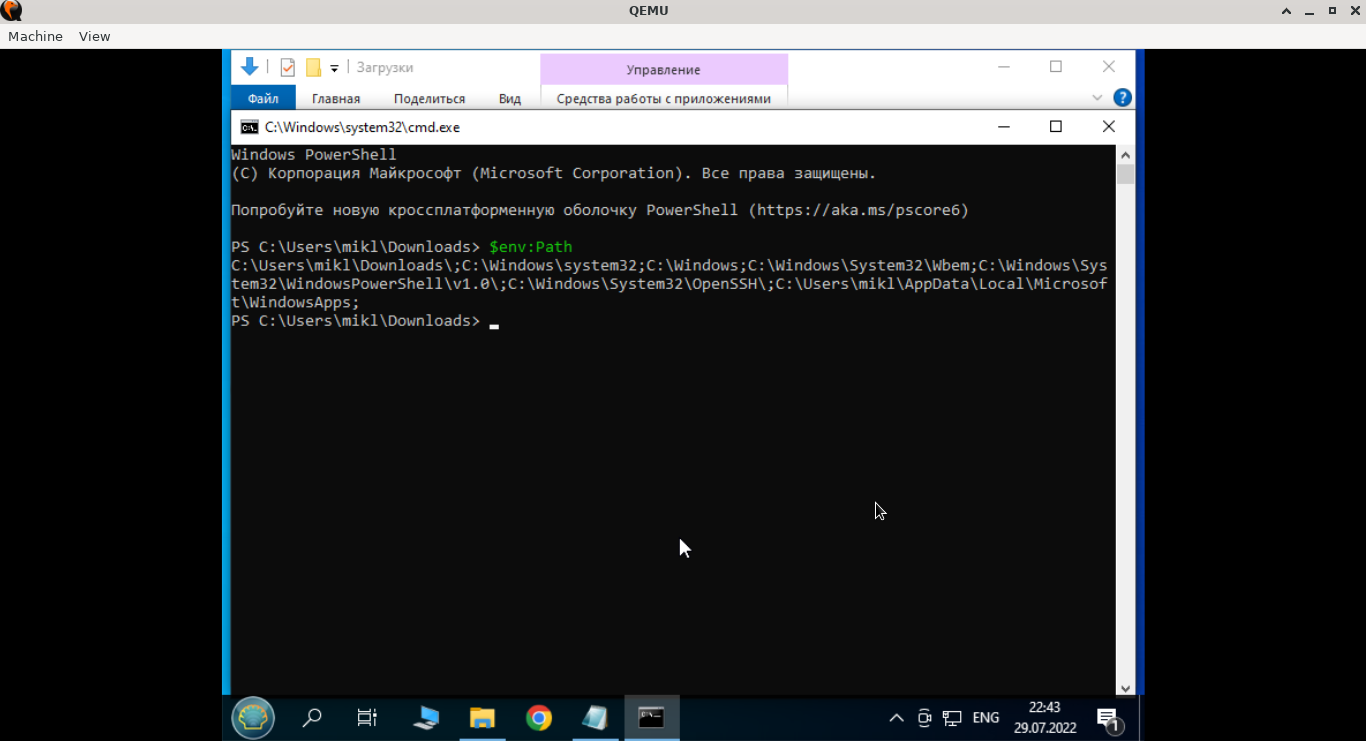 QEMU
Machine View
Загрузки
Управление
Файл Главная Поделиться Вид Средства работы с приложениями
C:\Windows\system32\cmd.exe
Windows PowerShell
(C) Корпорация Майкрософт (Microsoft Corporation). Все права защищены.
Попробуйте новую кроссплатформенную оболочку PowerShell (https://aka.ms/pscore6)
PS C:\Users\mikl\Downloads> $env:Path
C:\Users\mikl\Downloads\;C:\Windows\system32;C:\Windows;C:\Windows\System32\Wbem;C:\Windows\Sys
tem32\WindowsPowerShell\v1.0\;C:\Windows\System32\OpenSSH\;C:\Users\mikl\AppData\Local\Microsof
t\WindowsApps;
PS C:\Users\mikl\Downloads>
ENG
22:43
29.07.2022
1